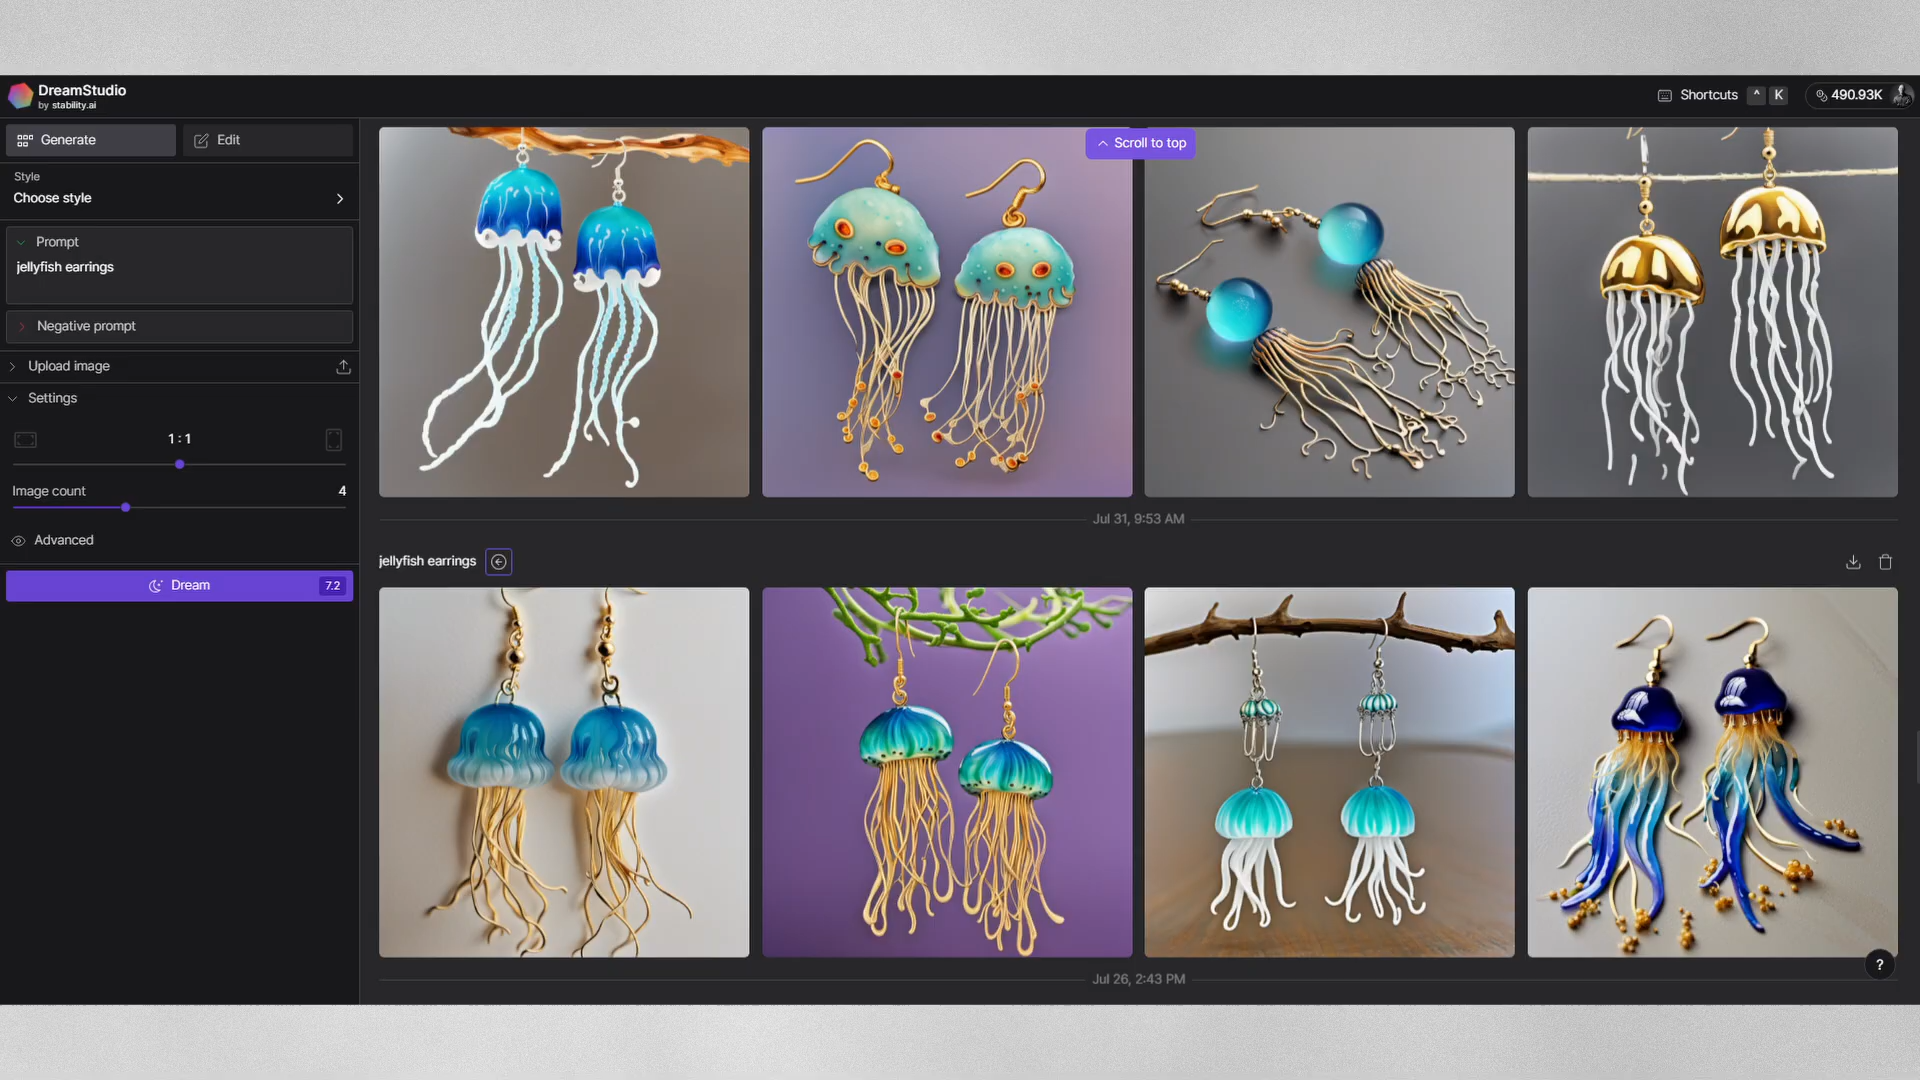 DreamStudio
by stability.ai
Shortcuts ^ K
490.93K
Generate
Edit
Scroll to top
Style
Choose style
Prompt
jellyfish earrings
Negative prompt
Upload image
Settings
1 : 1
Image count 4
Advanced
Dream 7.2
Jul 31, 9:53 AM
jellyfish earrings
Jul 26, 2:43 PM
?